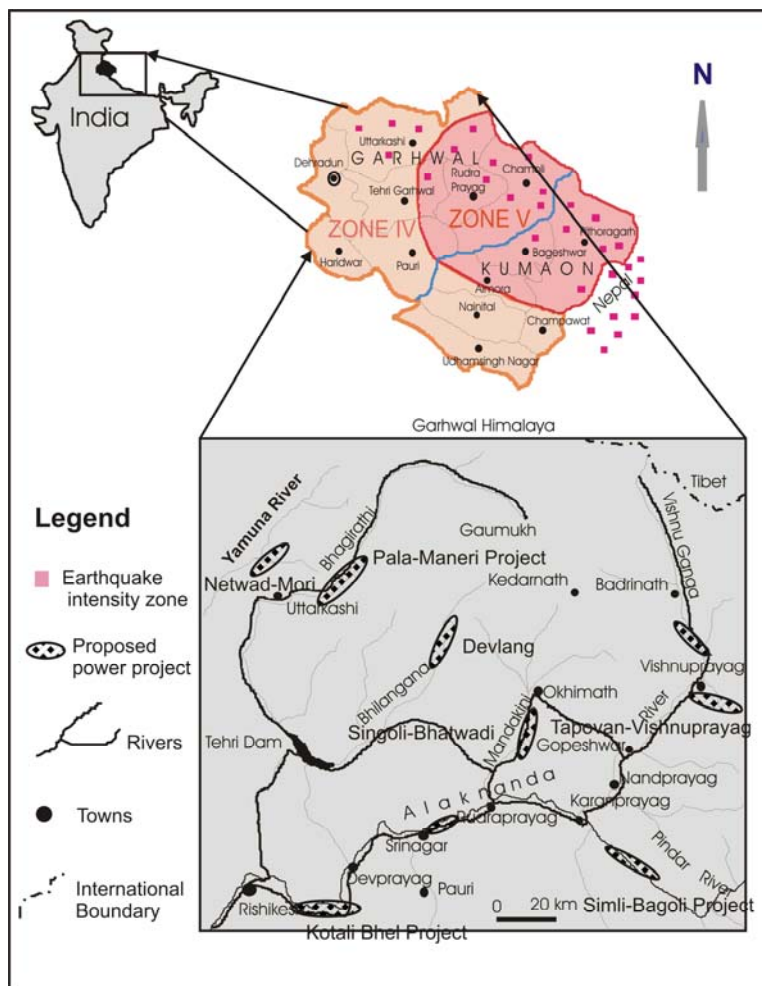 India
N
Uttarkashi
GARHWAL
Dehradun
Rudra
Prayag
Chamoli
Tehri Garhwal
ZONE IV
ZONE V
Pithoragarh
Haridwar
Pauri
Bageshwar
KUMAON
Almora
Nepal
Nainital
Champawat
Udhamsingh Nagar
Garhwal Himalaya
Tibet
Legend
Yamuna River
Bhagirathi
Gaumukh
Vishnu Ganga
Earthquake
intensity zone
Pala-Maneri Project
Netwad-Mori
Uttarkashi
Kedarnath
Badrinath
Proposed
power project
Devlang
Vishnuprayag
Bhilangana
Okhimath
Rivers
Tehri Dam
Singoli-Bhatwadi
Mandakini
Tapovan-Vishnuprayag
River
Gopeshwar
Alaknanda
Nandprayag
Karanprayag
Towns
Rudraprayag
Srinagar
Devprayag
Pindar River
International
Boundary
Pauri
Rishikes
0 20 km
Simli-Bagoli Project
Kotali Bhel Project